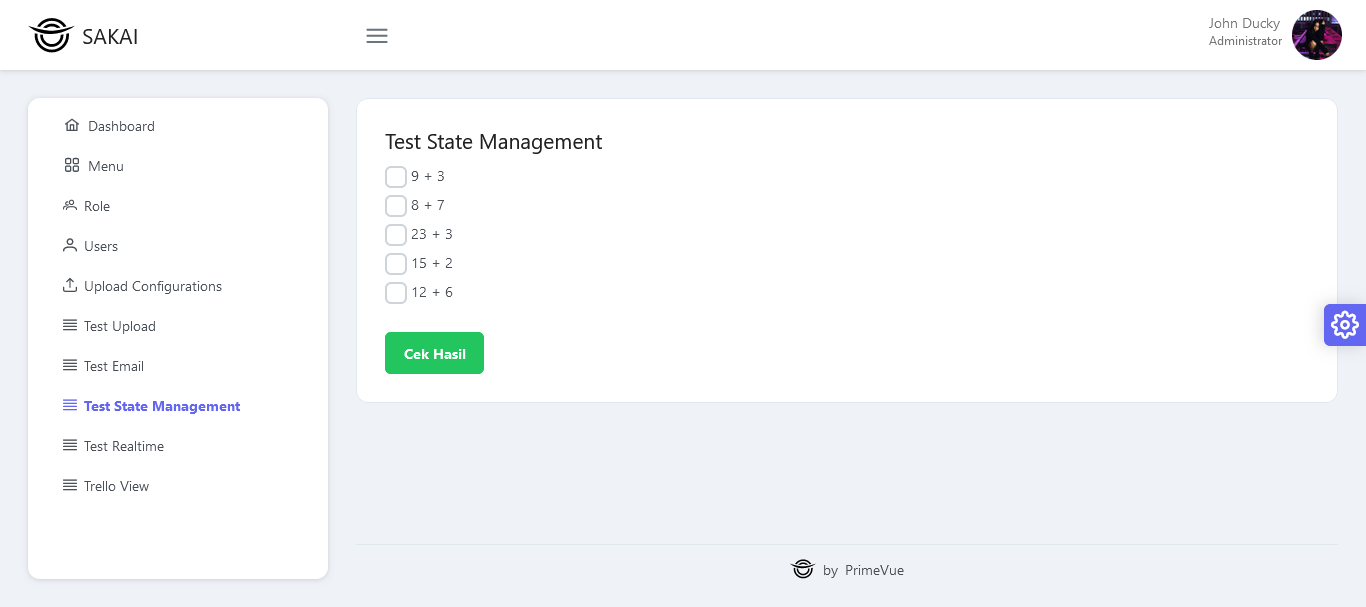 SAKAI
John Ducky
Administrator
Dashboard
Menu
Role
Users
Upload Configurations
Test Upload
Test Email
Test State Management
Test Realtime
Trello View
Test State Management
9 + 3
8 + 7
23 + 3
15 + 2
12 + 6
Cek Hasil
by PrimeVue